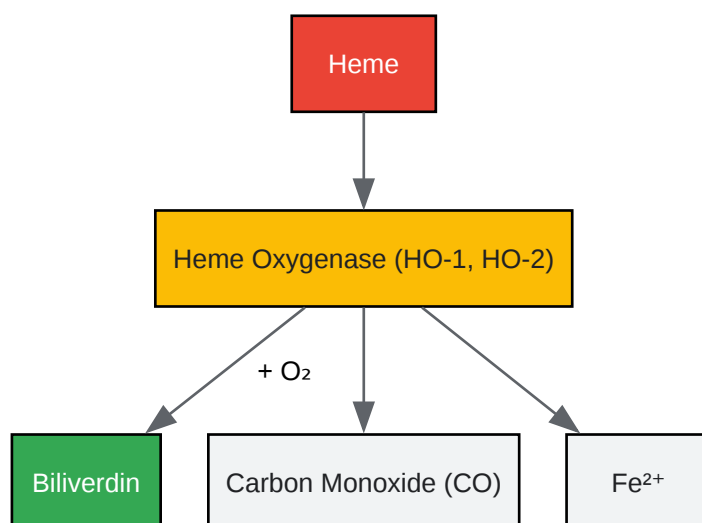 Heme
Heme Oxygenase (HO-1, HO-2)
+ O₂
Biliverdin
Carbon Monoxide (CO)
Fe²⁺